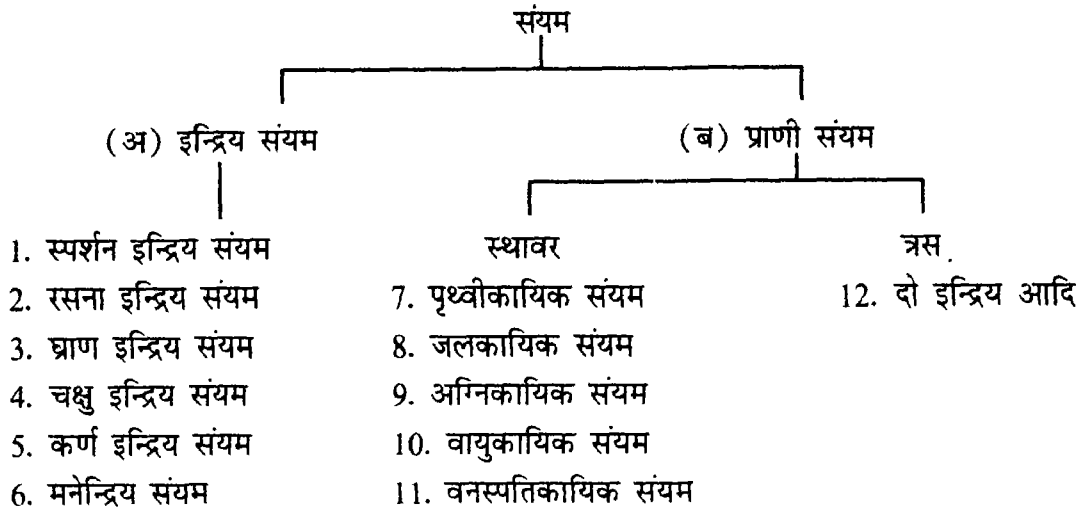 संयम
(अ) इन्द्रिय संयम
(ब) प्राणी संयम
1. स्पर्शन इन्द्रिय संयम
2. रसना इन्द्रिय संयम
3. घ्राण इन्द्रिय संयम
4. चक्षु इन्द्रिय संयम
5. कर्ण इन्द्रिय संयम
6. मनेन्द्रिय संयम
स्थावर
7. पृथ्वीकायिक संयम
8. जलकायिक संयम
9. अग्निकायिक संयम
10. वायुकायिक संयम
11. वनस्पतिकायिक संयम
त्रस
12. दो इन्द्रिय आदि